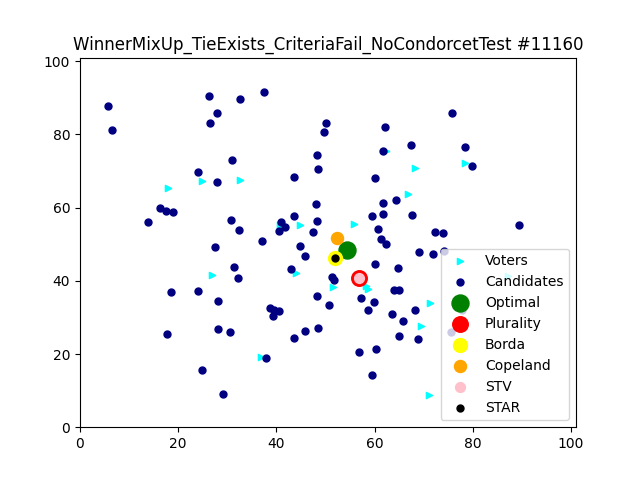 WinnerMixUp_TieExists_CriteriaFail_NoCondorcetTest #11160
100
80
60
40
20
0
0 20 40 60 80 100
Voters
Candidates
Optimal
Plurality
Borda
Copeland
STV
STAR